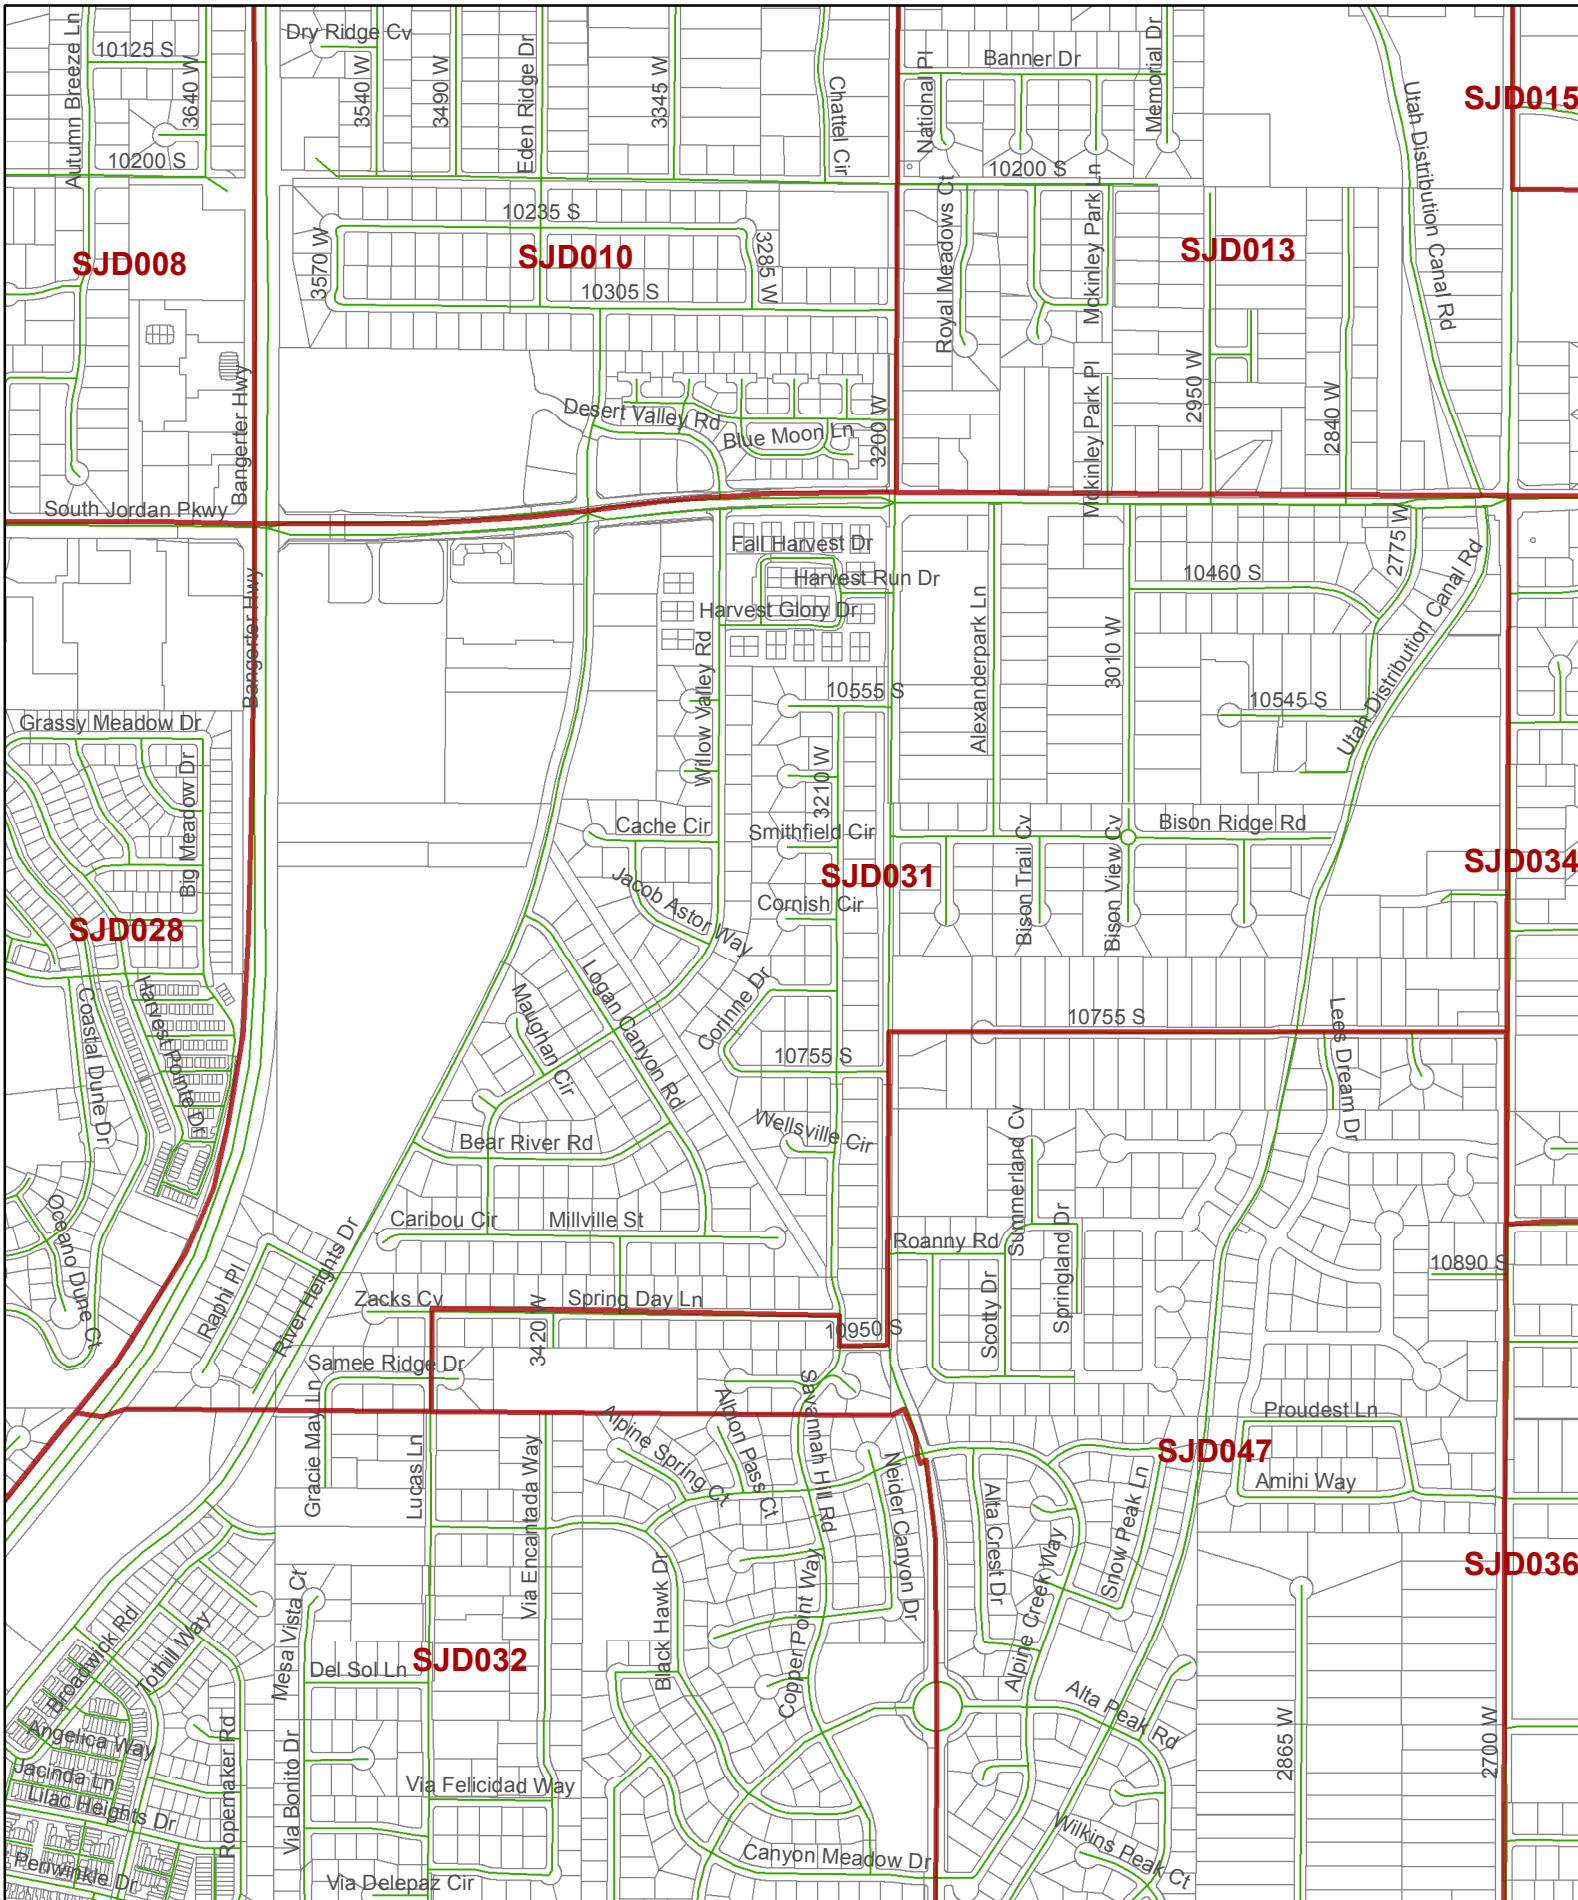 Autumn Breeze Ln
10125 S
3640 W
10200 S
Dry Ridge Cv
3540 W
3490 W
Eden Ridge Dr
3345 W
Chattel Cir
National Pl
Banner Dr
Memorial Dr
10200 S
Utah Distribution Canal Rd
SJD015
SJD008
3570 W
10235 S
SJD010
3285 W
10305 S
Royal Meadows Ct
Mckinley Park Ln
SJD013
Bangerter Hwy
Desert Valley Rd
Blue Moon Ln
3200 W
Mckinley Park Pl
2950 W
2840 W
South Jordan Pkwy
Bangerter Hwy
Fall Harvest Dr
Harvest Run Dr
Harvest Glory Dr
Willow Valley Rd
Alexanderpark Ln
3010 W
10460 S
2775 W
Utah Distribution Canal Rd
10555 S
10545 S
Grassy Meadow Dr
Big Meadow Dr
3210 W
Cache Cir
Smithfield Cir
Bison Ridge Rd
SJD031
SJD034
Jacob Astor Way
Cornish Cir
Bison Trail Cv
Bison View Cv
SJD028
Coastal Dune Dr
Harvest Pointe Dr
Logan Canyon Rd
Maughan Cir
Corinne Dr
10755 S
10755 S
Lees Dream Dr
Bear River Rd
Wellsville Cir
Summerland Cv
Oceano Dune Ct
Caribou Cir
Millville St
Roanny Rd
Springland Dr
10890 S
Raphi Pl
River Heights Dr
Zacks Cv
Spring Day Ln
3420 W
10950 S
Scotty Dr
Samee Ridge Dr
Gracie May Ln
Lucas Ln
Via Encantada Way
Alpine Spring Ct
Albion Pass Ct
Savannah Hill Rd
Neider Canyon Dr
Proudest Ln
SJD047
Amini Way
Alta Crest Dr
Alpine Creek Way
Snow Peak Ln
SJD036
Mesa Vista Ct
Black Hawk Dr
Copper Point Way
Broadwick Rd
Tothill Way
Del Sol Ln
SJD032
Alta Peak Rd
2865 W
2700 W
Angelica Way
Jacinda Ln
Lilac Heights Dr
Ropemaker Rd
Via Bonitor Dr
Via Felicidad Way
Periwinkle Dr
Via Delepaz Cir
Canyon Meadow Dr
Wilkins Peak Ct